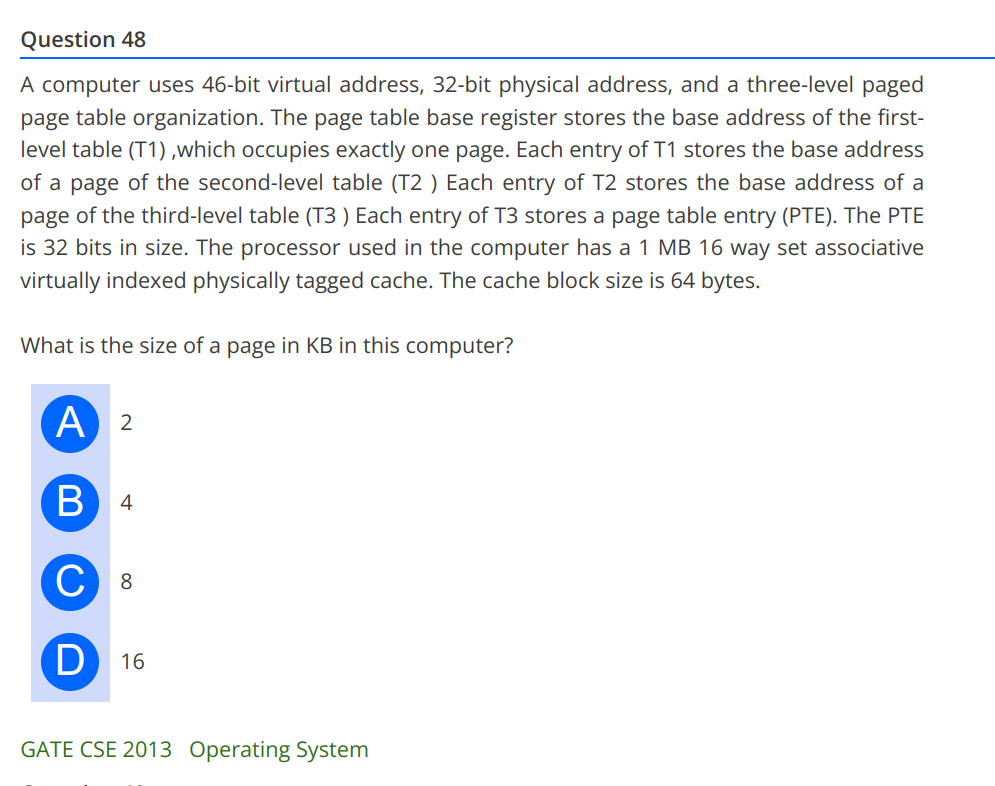 Question 48
A computer uses 46-bit virtual address, 32-bit physical address, and a three-level paged
page table organization. The page table base register stores the base address of the first-
level table (T1) ,which occupies exactly one page. Each entry of T1 stores the base address
of a page of the second-level table (T2 ) Each entry of T2 stores the base address of a
page of the third-level table (T3 ) Each entry of T3 stores a page table entry (PTE). The PTE
is 32 bits in size. The processor used in the computer has a 1 MB 16 way set associative
virtually indexed physically tagged cache. The cache block size is 64 bytes.
What is the size of a page in KB in this computer?
A 2
B 4
C 8
D 16
GATE CSE 2013 Operating System